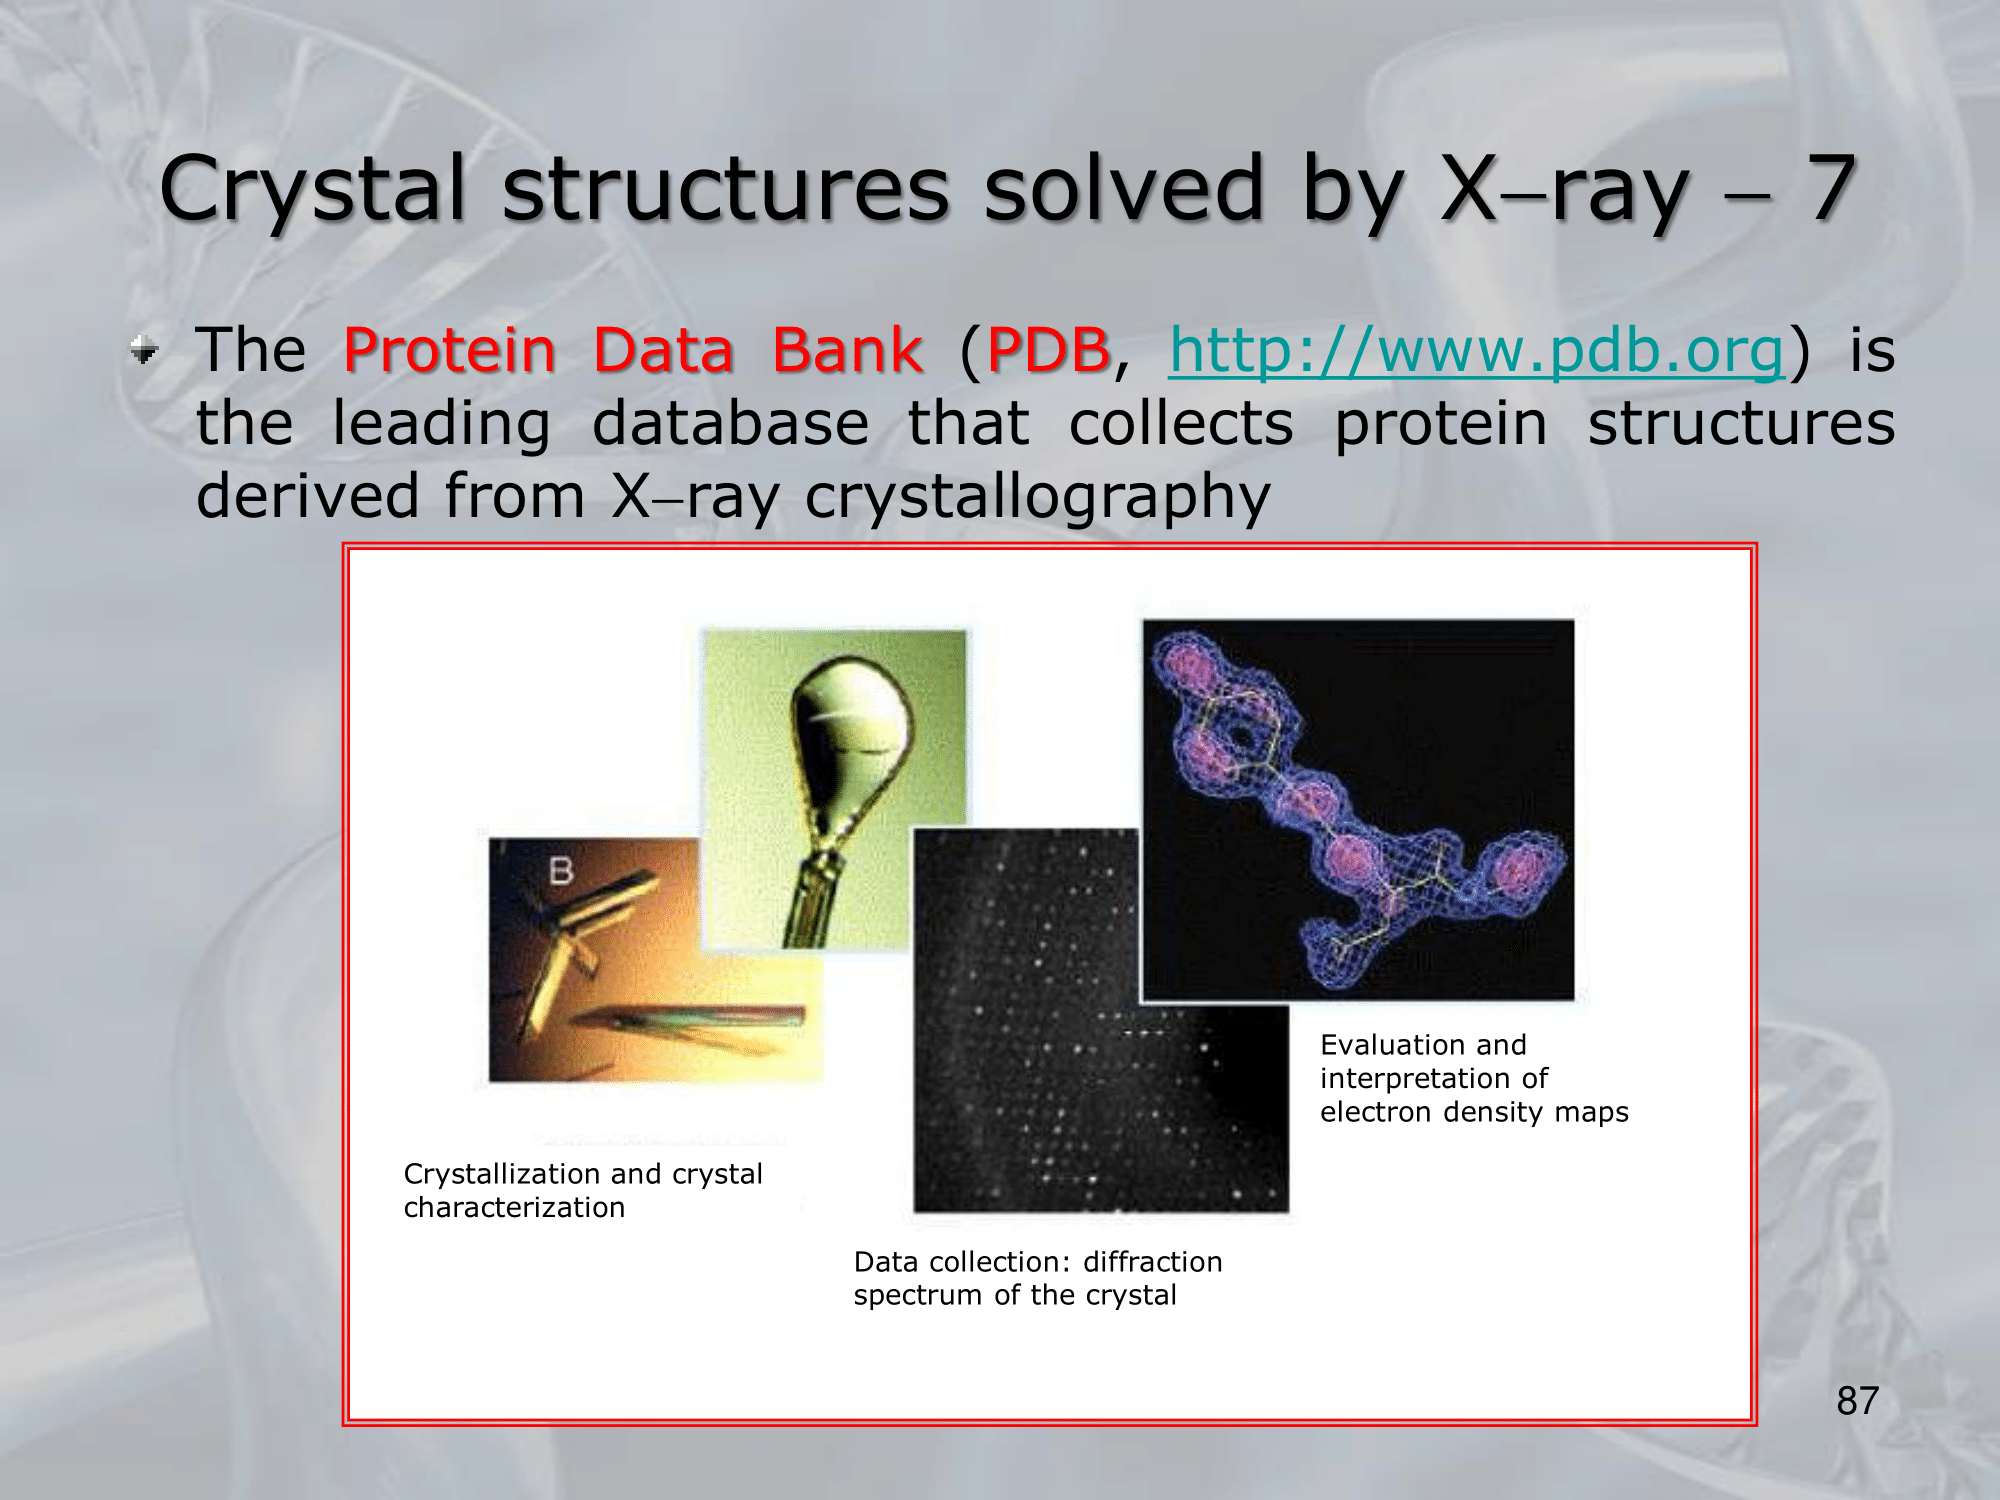 Crystal structures solved by X–ray – 7
The Protein Data Bank (PDB, http://www.pdb.org) is
the leading database that collects protein structures
derived from X–ray crystallography
B
Crystallization and crystal
characterization
Data collection: diffraction
spectrum of the crystal
Evaluation and
interpretation of
electron density maps
87